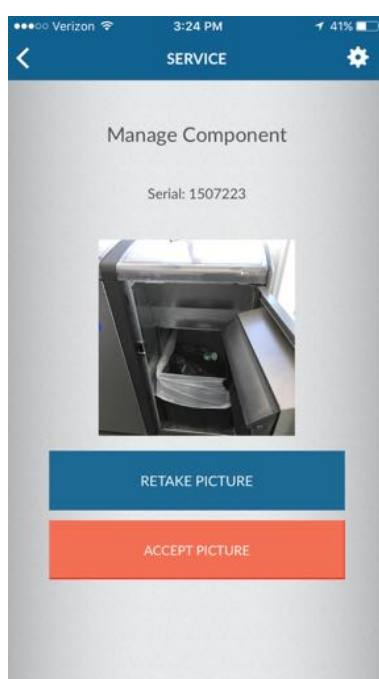 Verizon 3:24 PM 41%
SERVICE
Manage Component
Serial: 1507223
RETAKE PICTURE
ACCEPT PICTURE